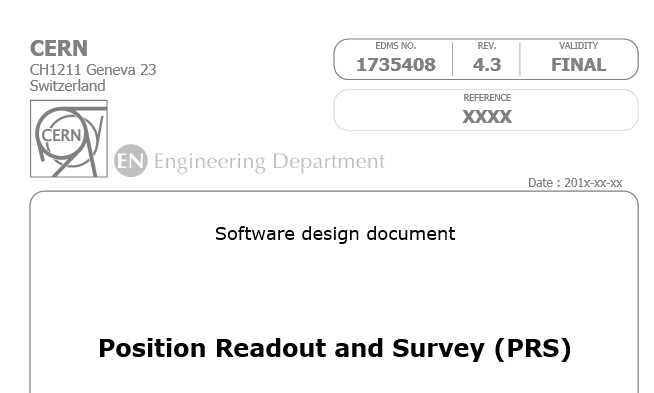 CERN
CH1211 Geneva 23
Switzerland
EDMS NO. REV. VALIDITY
1735408 4.3 FINAL
REFERENCE
XXXX
CERN
EN Engineering Department
Date : 201x-xx-xx
Software design document
Position Readout and Survey (PRS)